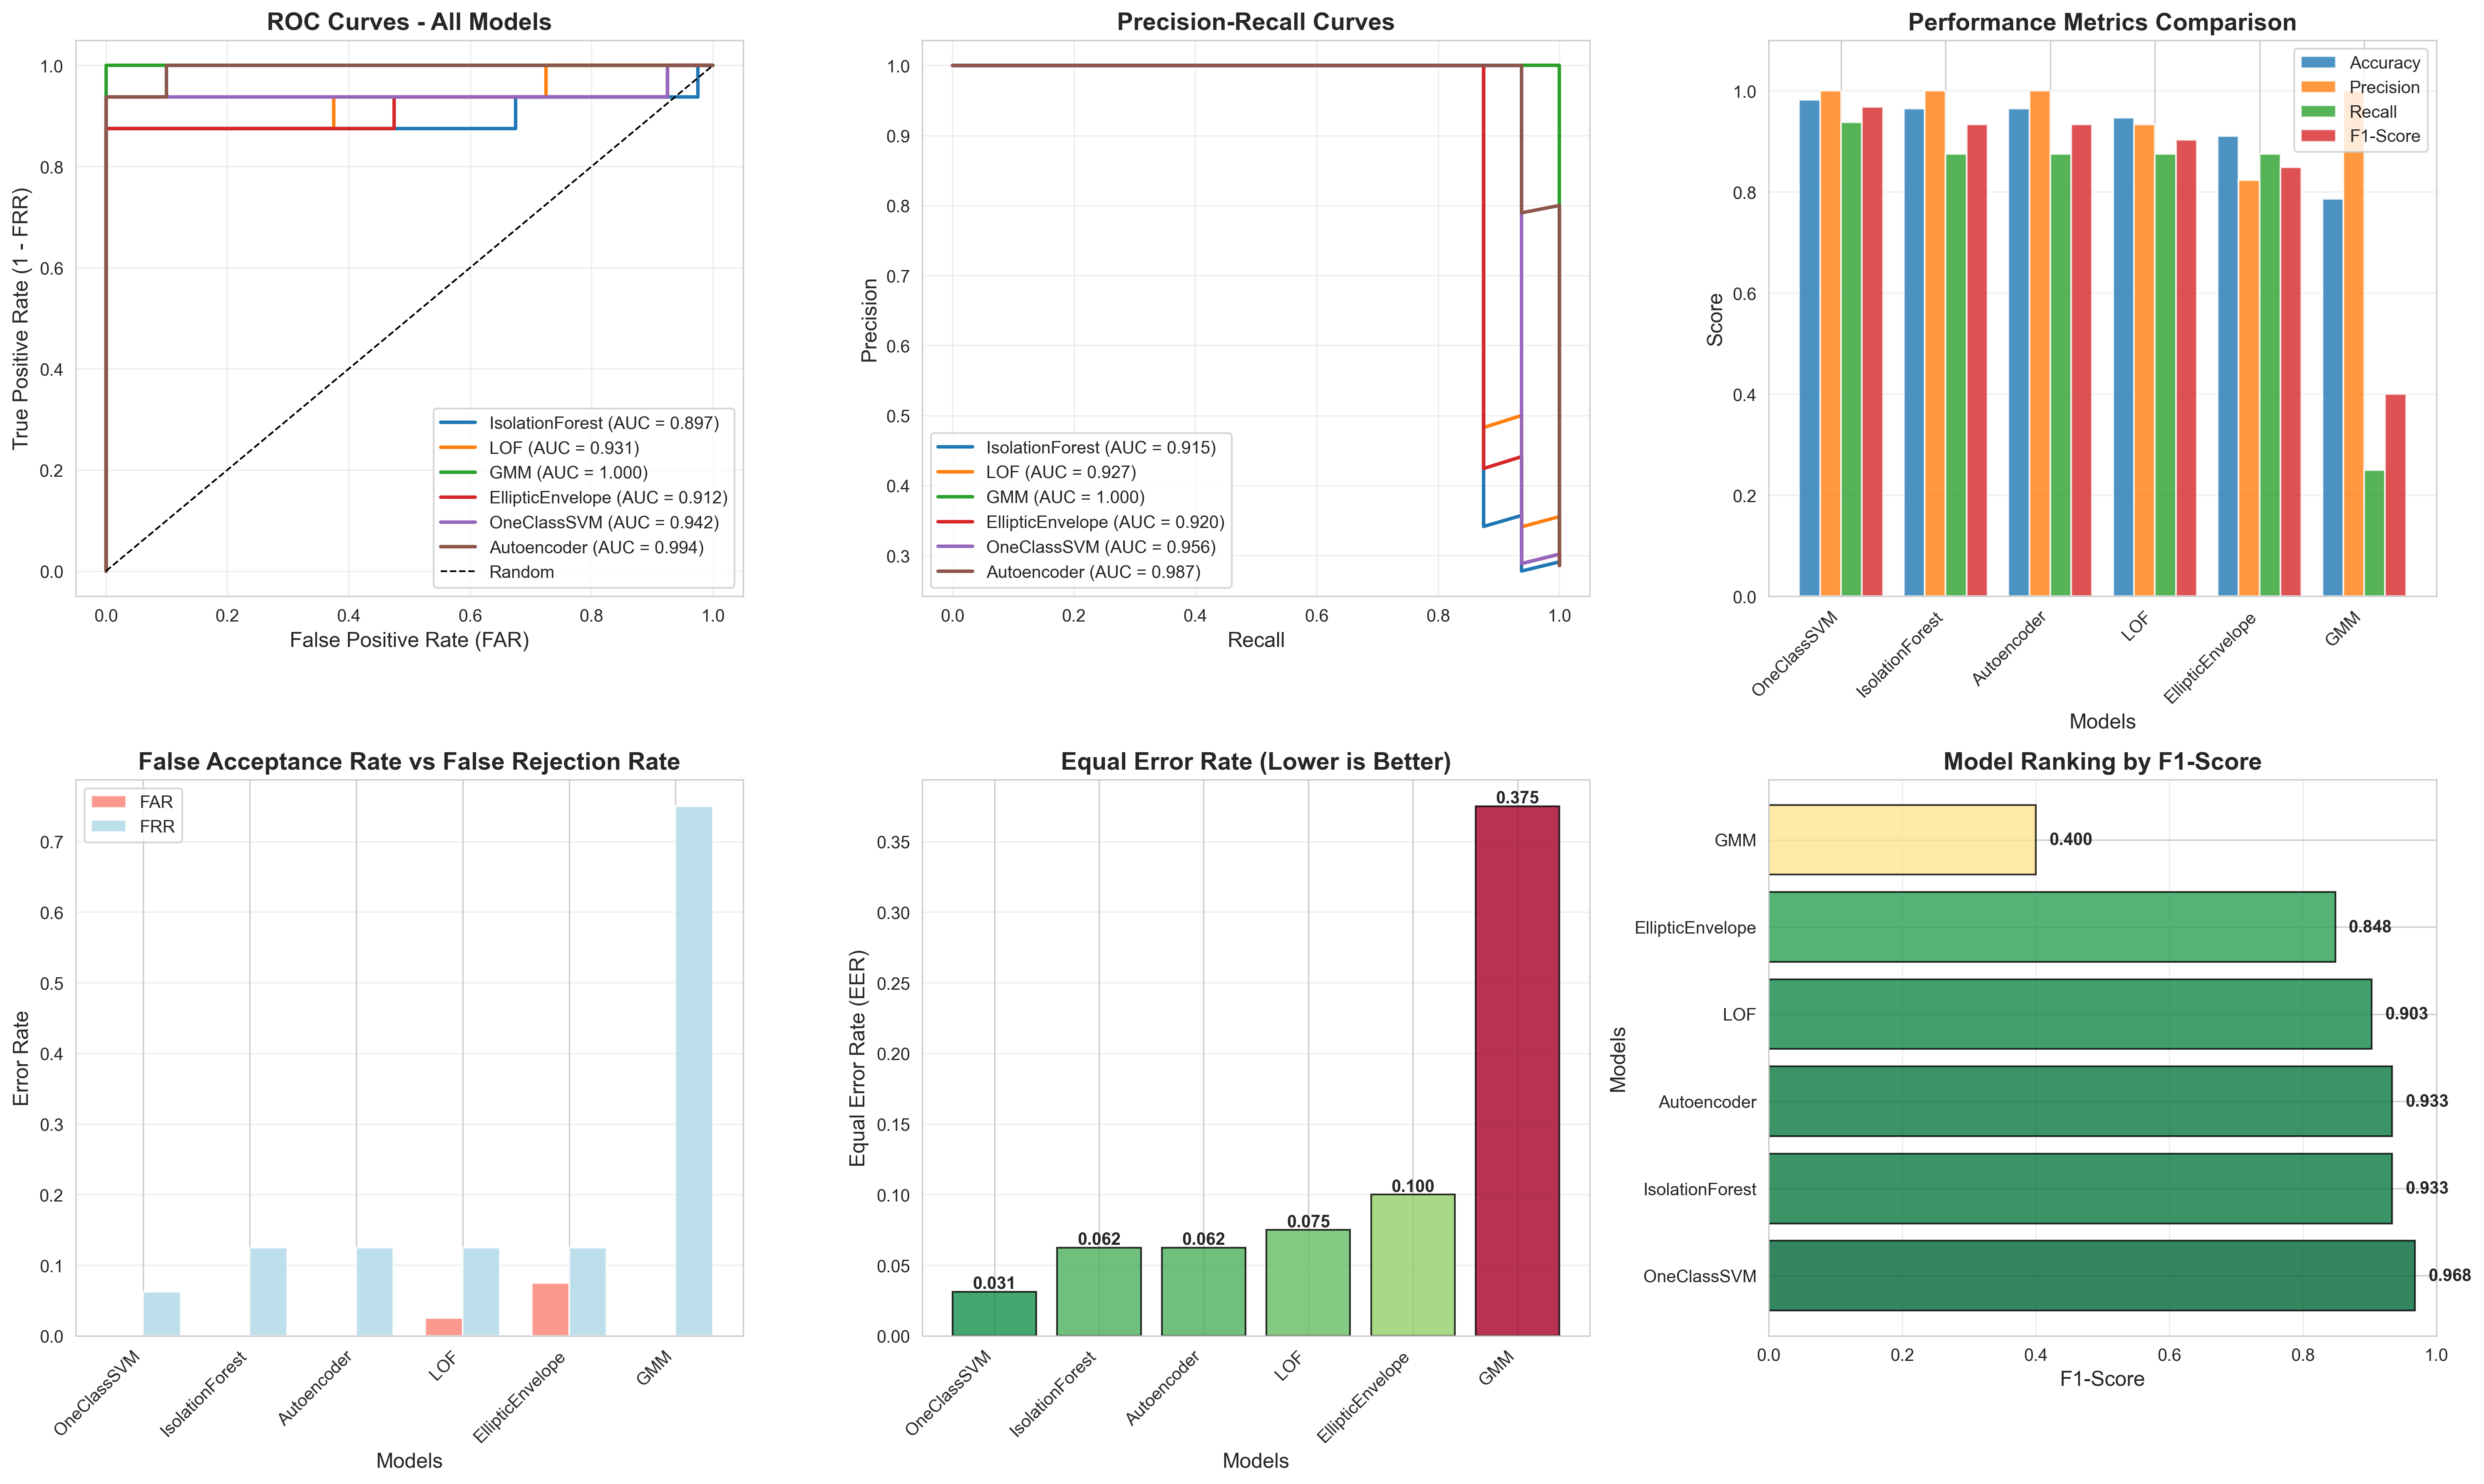 ROC Curves - All Models
True Positive Rate (1 - FRR)
1.0
0.8
0.6
0.4
0.2
0.0
IsolationForest (AUC = 0.897)
LOF (AUC = 0.931)
GMM (AUC = 1.000)
EllipticEnvelope (AUC = 0.912)
OneClassSVM (AUC = 0.942)
Autoencoder (AUC = 0.994)
Random
0.0 0.2 0.4 0.6 0.8 1.0
False Positive Rate (FAR)
Precision-Recall Curves
Precision
1.0
0.9
0.8
0.7
0.6
0.5
0.4
0.3
IsolationForest (AUC = 0.915)
LOF (AUC = 0.927)
GMM (AUC = 1.000)
EllipticEnvelope (AUC = 0.920)
OneClassSVM (AUC = 0.956)
Autoencoder (AUC = 0.987)
0.0 0.2 0.4 0.6 0.8 1.0
Recall
Performance Metrics Comparison
Score
1.0
0.8
0.6
0.4
0.2
0.0
Accuracy
Precision
Recall
F1-Score
OneClassSVM
IsolationForest
Autoencoder
LOF
EllipticEnvelope
GMM
Models
False Acceptance Rate vs False Rejection Rate
Error Rate
FAR
FRR
0.7
0.6
0.5
0.4
0.3
0.2
0.1
0.0
OneClassSVM
IsolationForest
Autoencoder
LOF
EllipticEnvelope
GMM
Models
Equal Error Rate (Lower is Better)
Equal Error Rate (EER)
0.35
0.30
0.25
0.20
0.15
0.10
0.05
0.00
0.031
0.062
0.062
0.075
0.100
0.375
OneClassSVM
IsolationForest
Autoencoder
LOF
EllipticEnvelope
GMM
Models
Model Ranking by F1-Score
Models
GMM 0.400
EllipticEnvelope 0.848
LOF 0.903
Autoencoder 0.933
IsolationForest 0.933
OneClassSVM 0.968
0.0 0.2 0.4 0.6 0.8 1.0
F1-Score